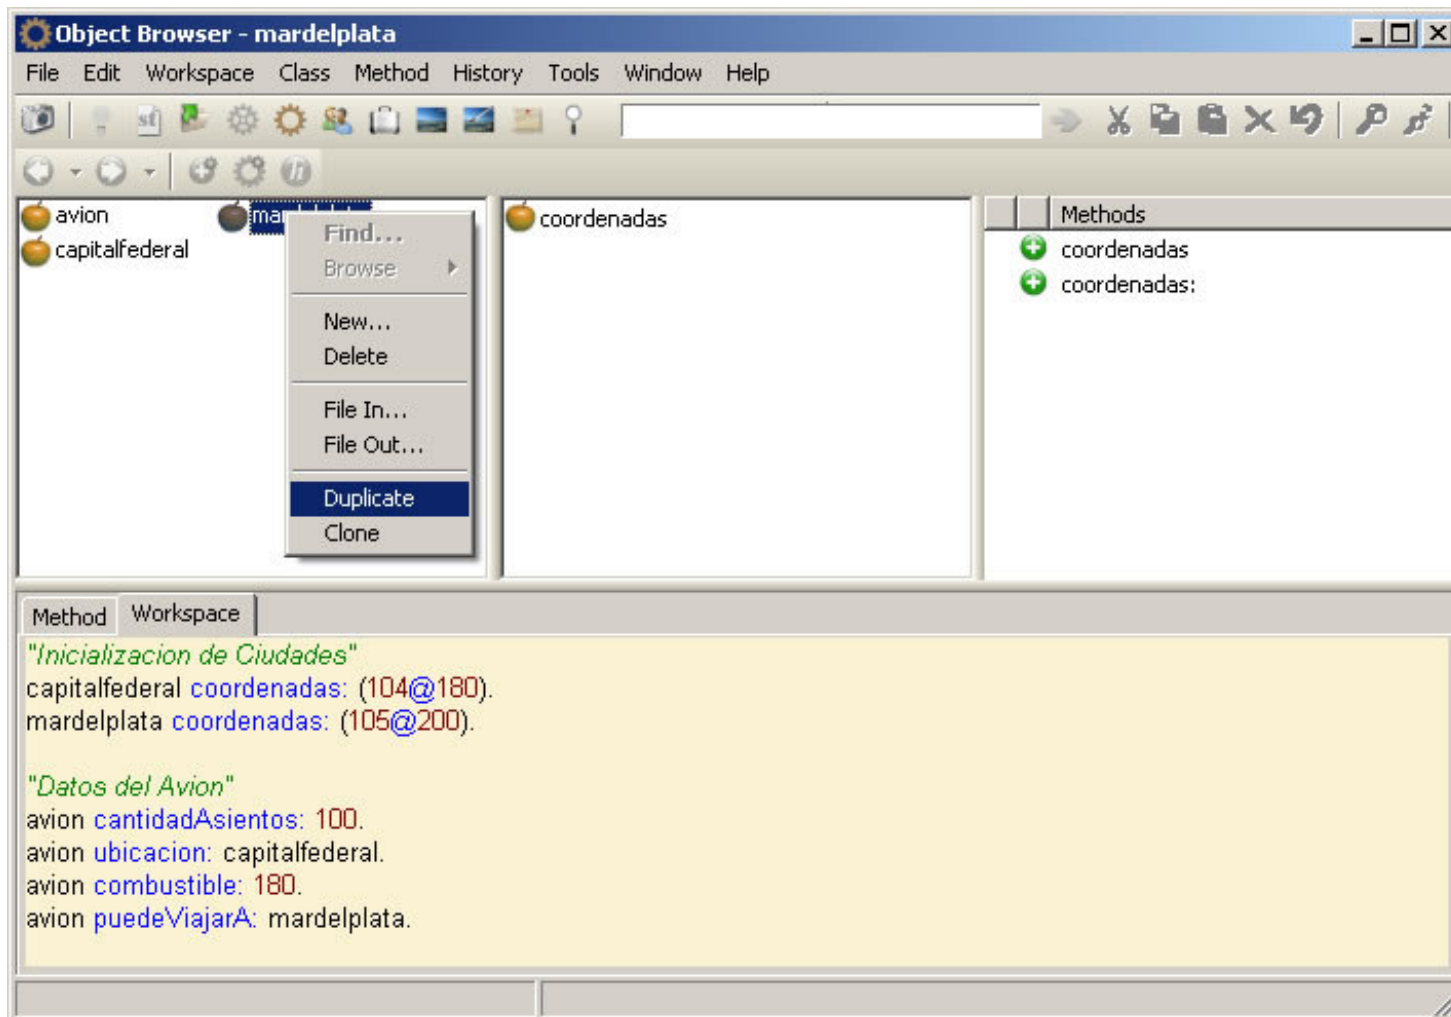 Object Browser - mardelplata
File Edit Workspace Class Method History Tools Window Help
st
avion
capitalfederal
Find...
Browse
New...
Delete
File In...
File Out...
Duplicate
Clone
coordenadas
Methods
coordenadas
coordenadas:
Method Workspace
"Inicializacion de Ciudades"
capitalfederal coordenadas: (104@180).
mardelplata coordenadas: (105@200).
"Datos del Avion"
avion cantidadAsientos: 100.
avion ubicacion: capitalfederal.
avion combustible: 180.
avion puedeViajarA: mardelplata.